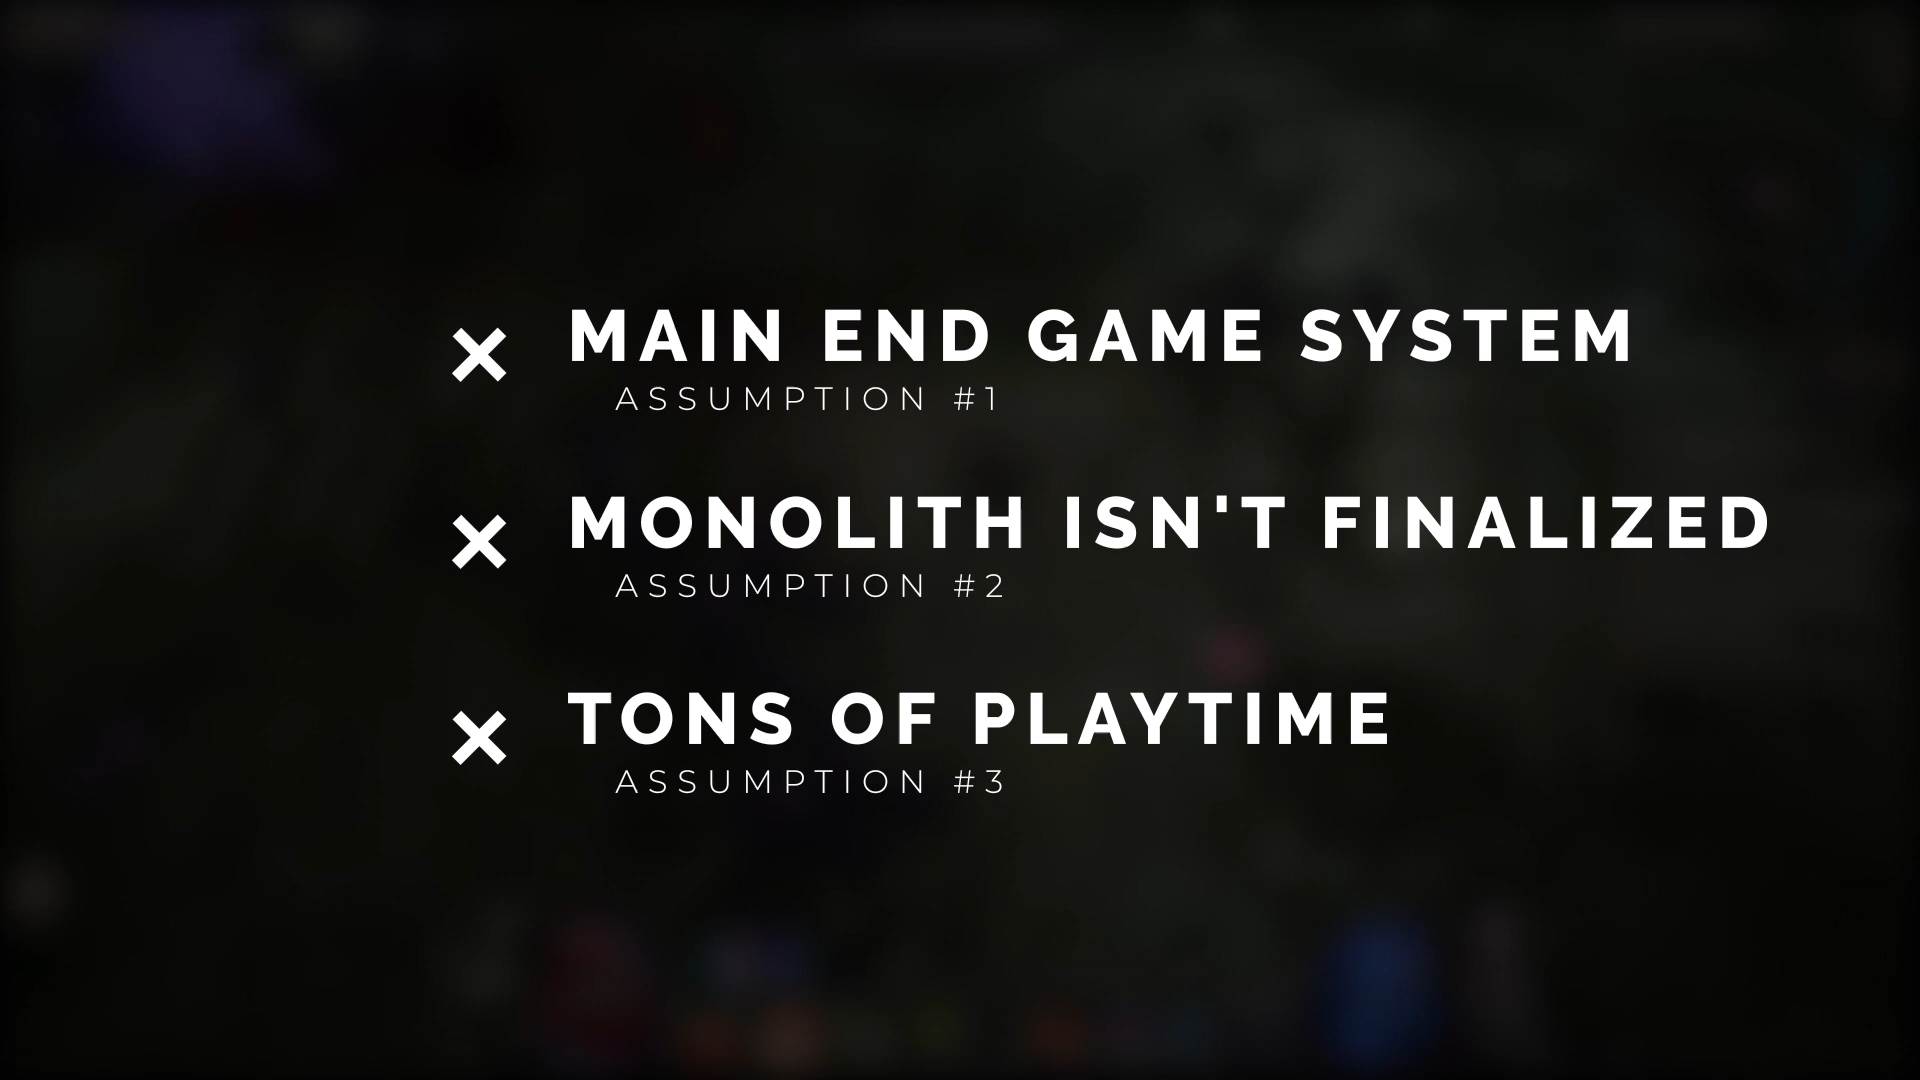 MAIN END GAME SYSTEM
ASSUMPTION #1
MONOLITH ISN'T FINALIZED
ASSUMPTION #2
TONS OF PLAYTIME
ASSUMPTION #3